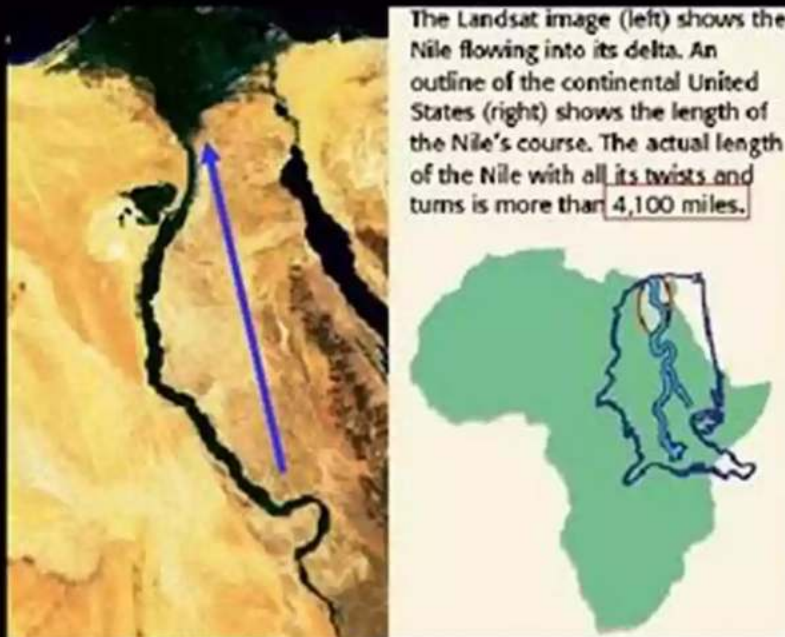 The Landsat image (left) shows the
Nile flowing into its delta. An
outline of the continental United
States (right) shows the length of
the Nile's course. The actual length
of the Nile with all its twists and
turns is more than 4,100 miles.